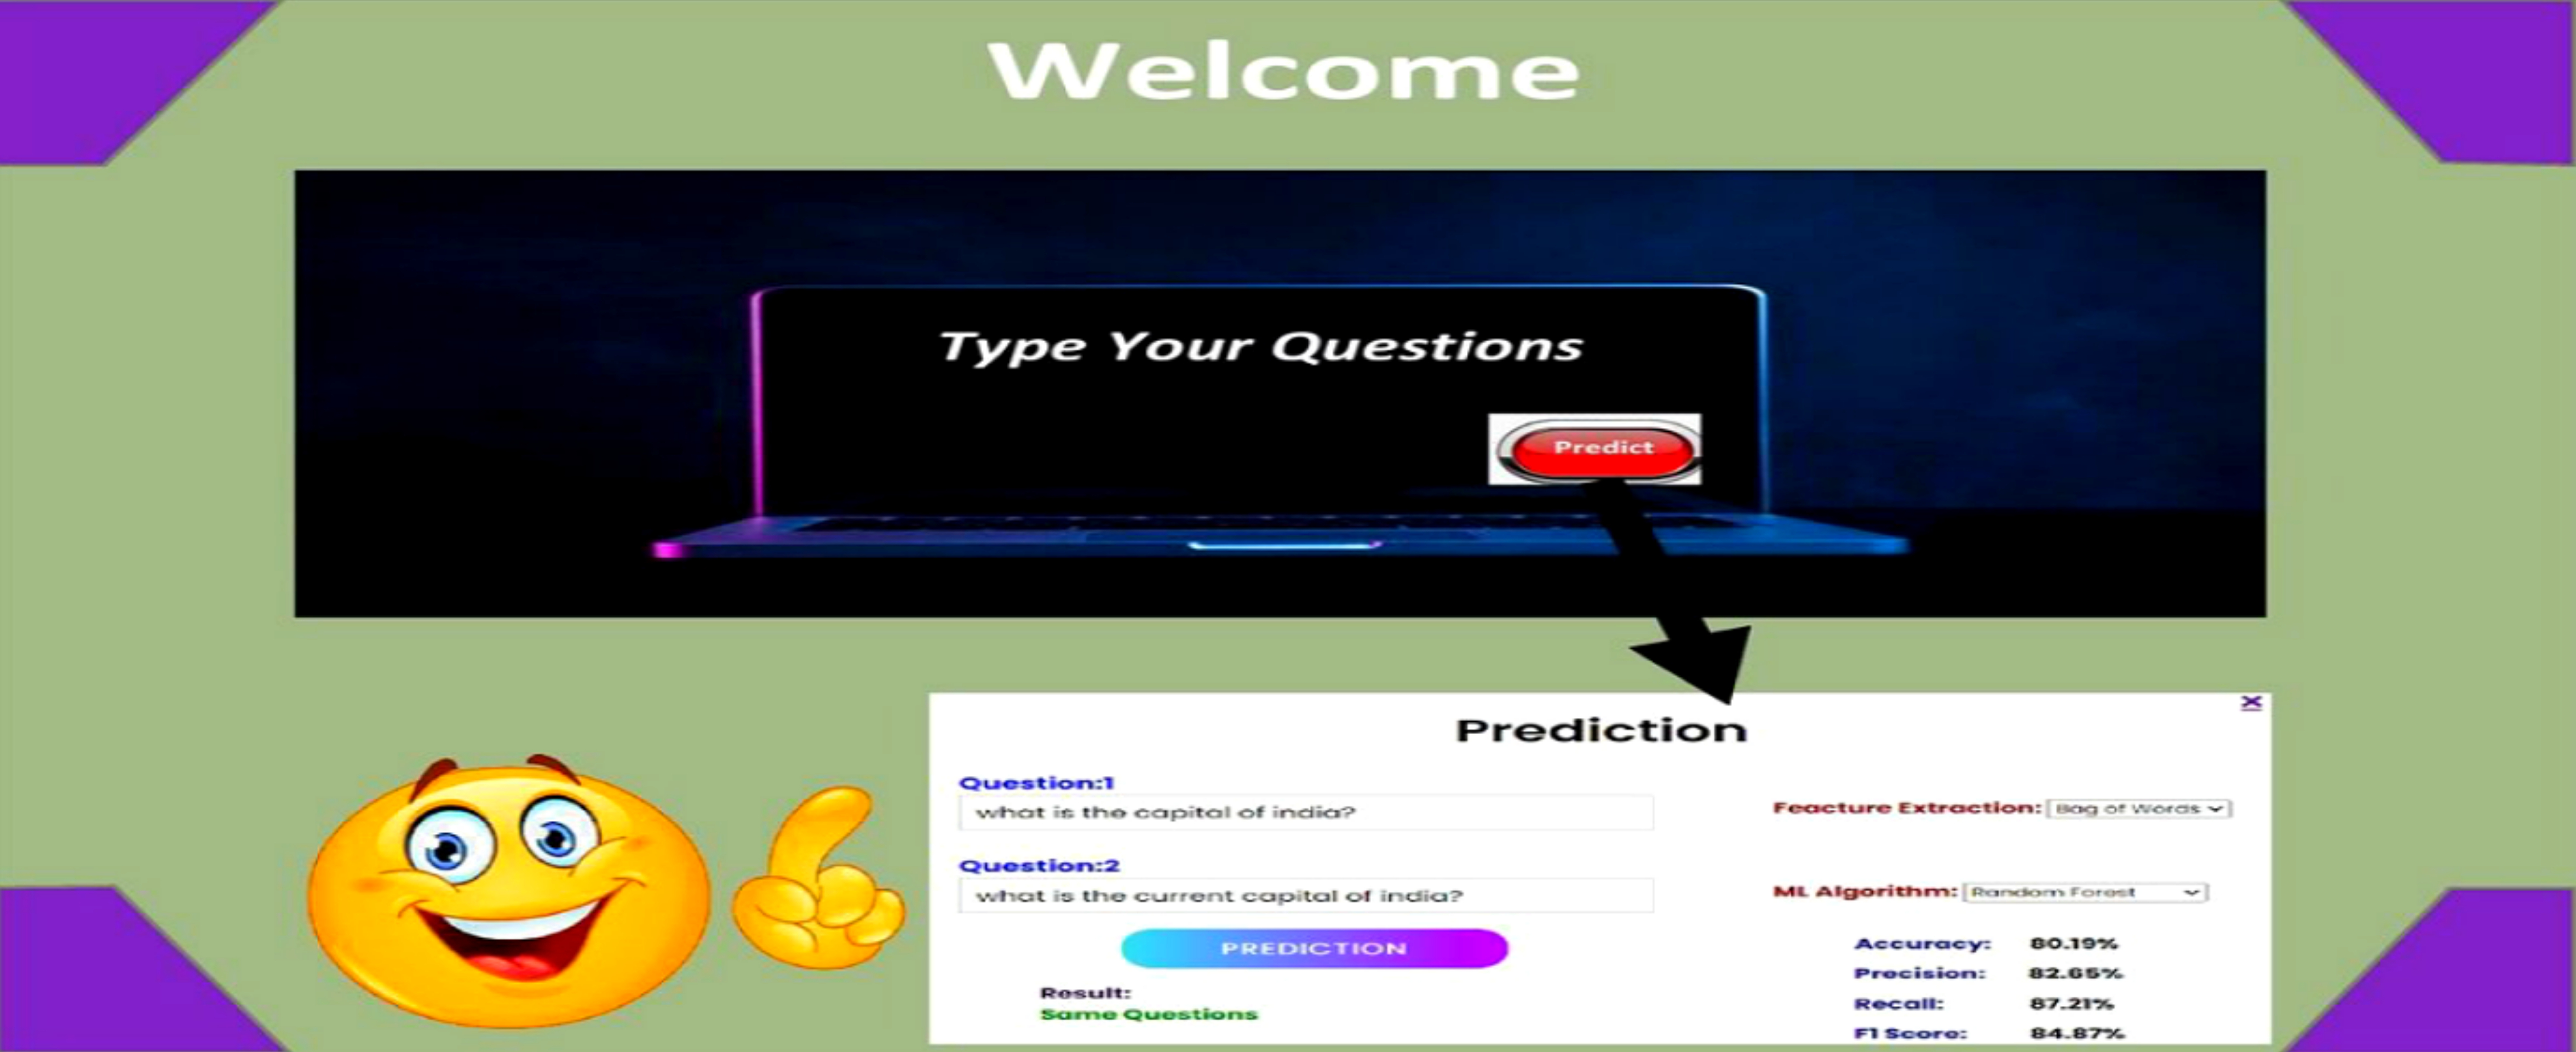 Welcome
Type Your Questions
Predict
Prediction
X
Question:1
what is the capital of india?
Question:2
what is the current capital of india?
PREDICTION
Result:
Same Questions
Feacture Extraction: Bag of Words
ML Algorithm: Random Forest
Accuracy: 80.19%
Precision: 82.65%
Recall: 87.21%
F1 Score: 84.87%